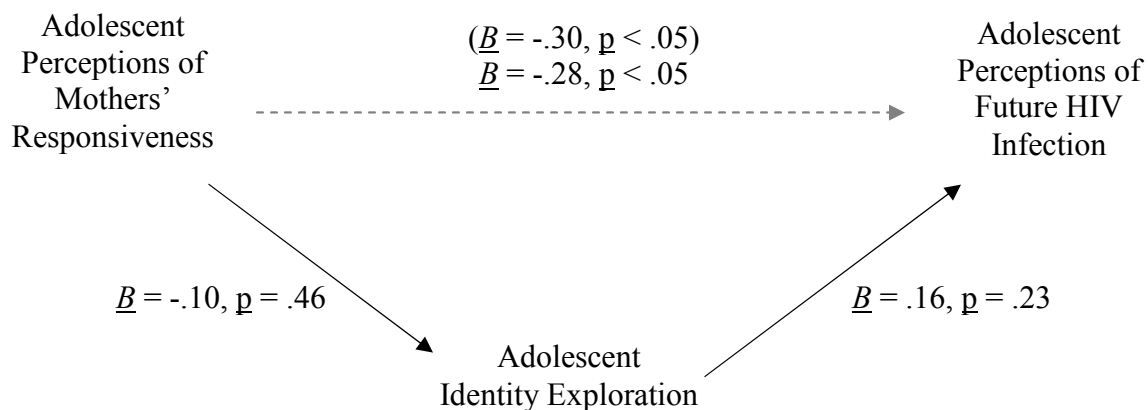 Adolescent
Perceptions of
Mothers’
Responsiveness
(B = -.30, p < .05)
B = -.28, p < .05
Adolescent
Perceptions of
Future HIV
Infection
B = -.10, p = .46
B = .16, p = .23
Adolescent
Identity Exploration